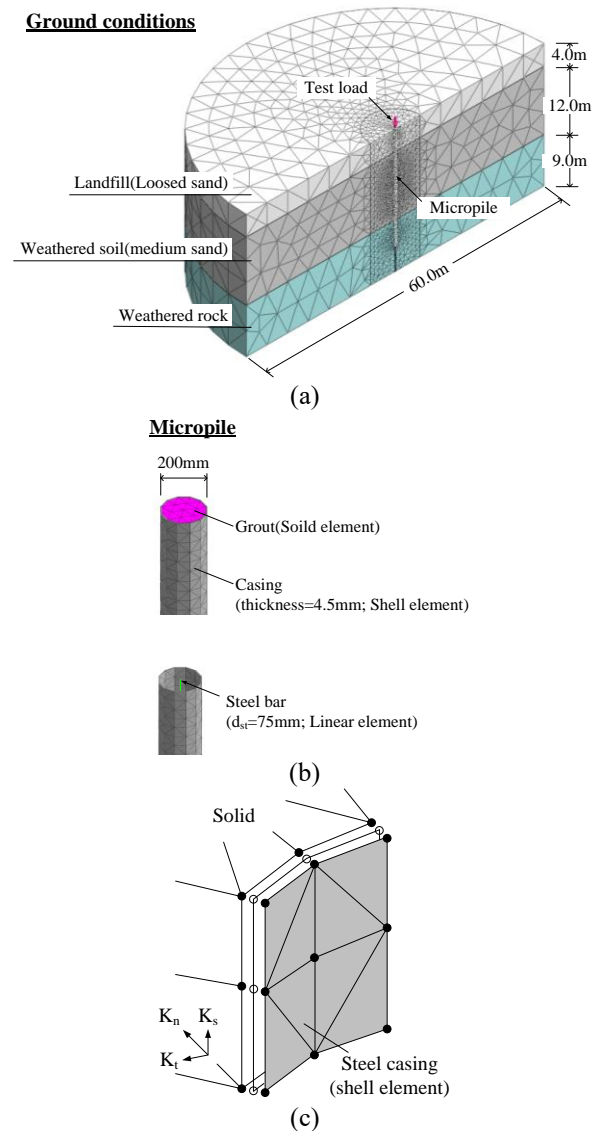 Ground conditions
4.0m
Test load
12.0m
9.0m
Landfill(Loosed sand)
Micropile
Weathered soil(medium sand)
60.0m
Weathered rock
(a)
Micropile
200mm
Grout(Soild element)
Casing
(thickness=4.5mm; Shell element)
Steel bar
(dst=75mm; Linear element)
(b)
Solid
Kn
Ks
Kt
Steel casing
(shell element)
(c)